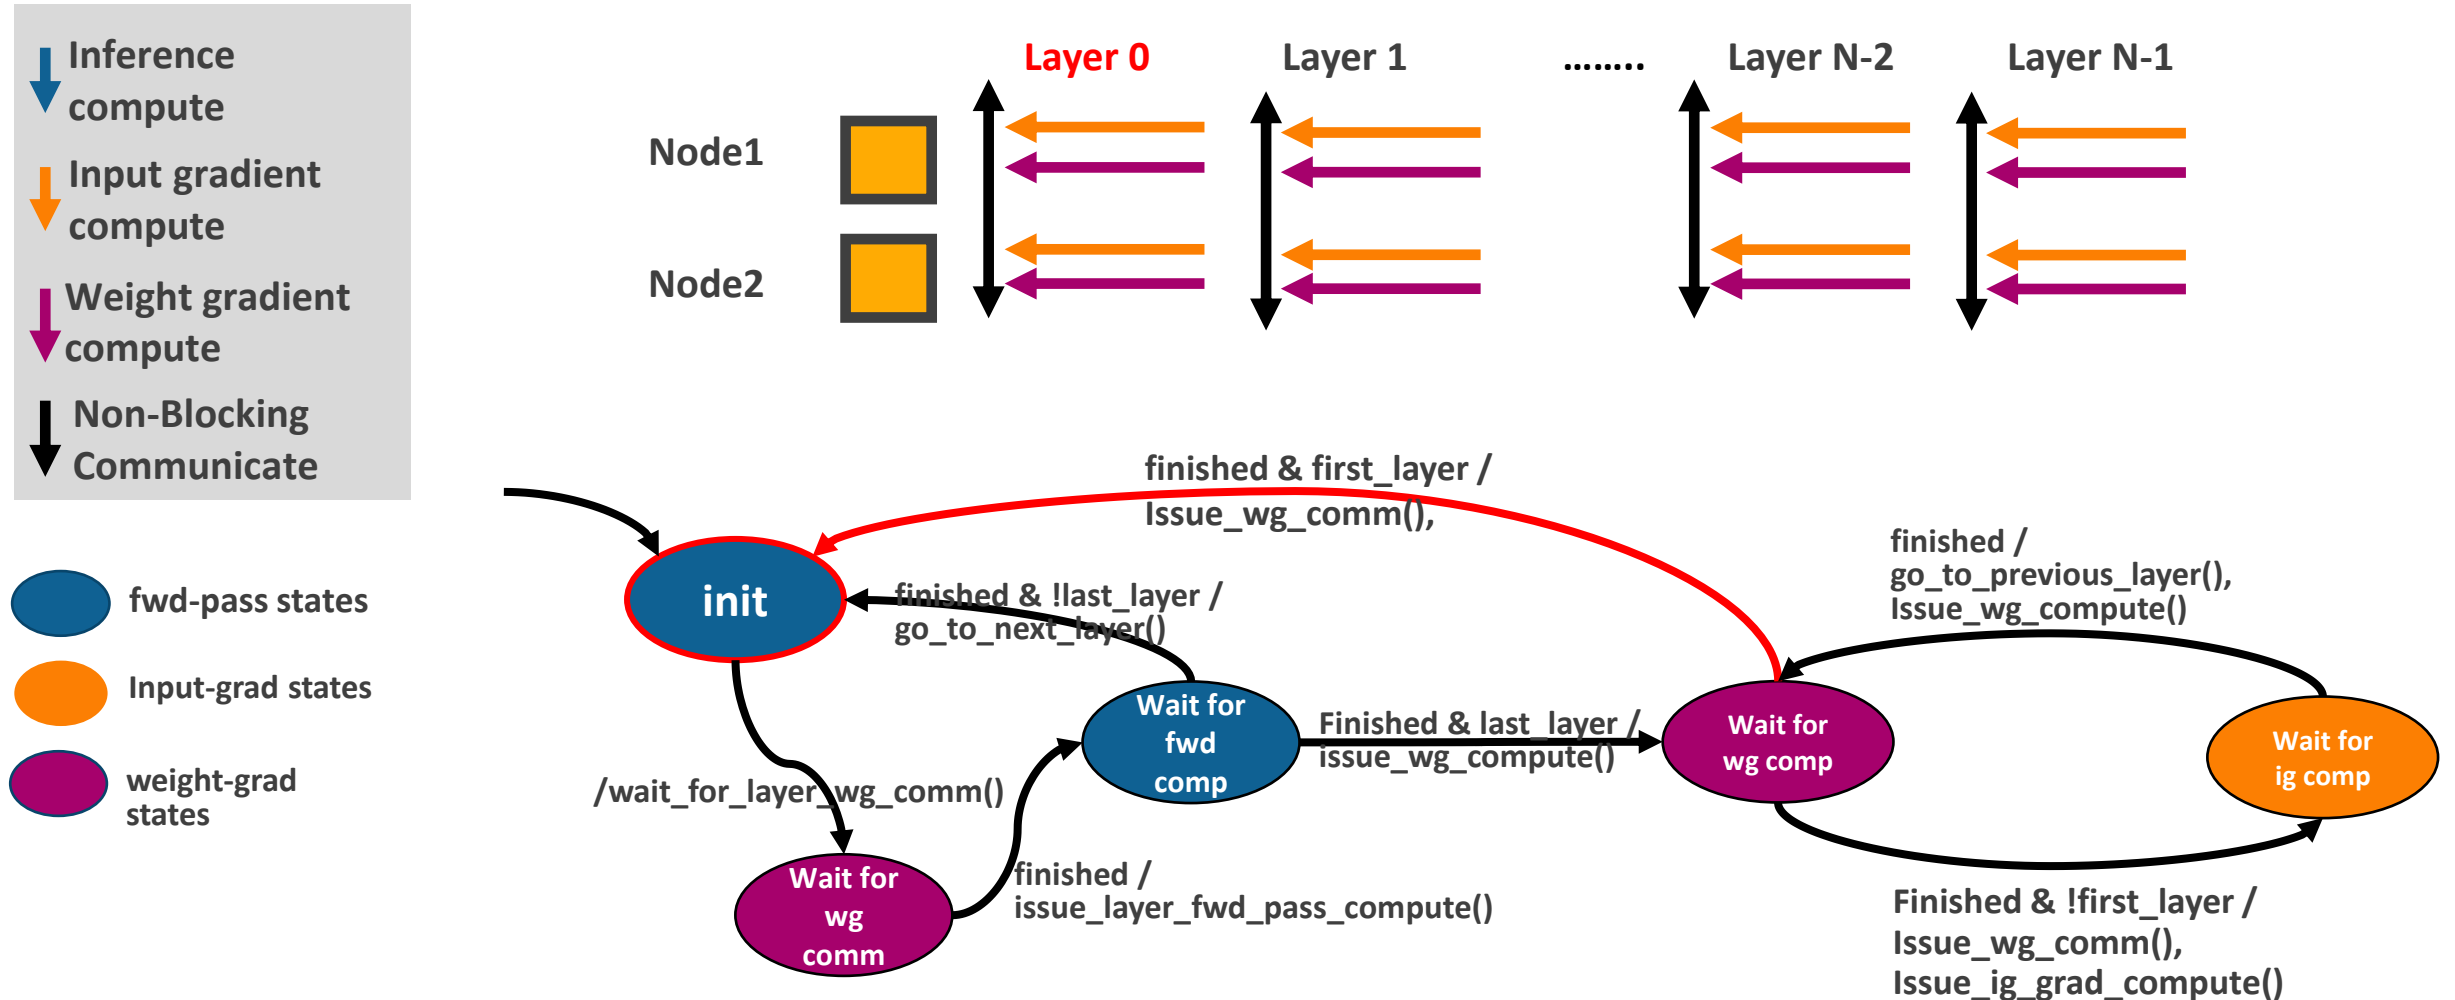 Inference
compute
Input gradient
compute
Weight gradient
compute
Non-Blocking
Communicate
fwd-pass states
Input-grad states
weight-grad
states
Layer 0
Layer 1
........
Layer N-2
Layer N-1
Node1
Node2
finished & first_layer /
Issue_wg_comm(),
init
finished & !last_layer /
go_to_next_layer()
finished /
go_to_previous_layer(),
Issue_wg_compute()
Wait for
fwd
comp
Finished & last_layer /
issue_wg_compute()
Wait for
wg comp
Wait for
ig comp
/wait_for_layer_wg_comm()
Wait for
wg
comm
finished /
issue_layer_fwd_pass_compute()
Finished & !first_layer /
Issue_wg_comm(),
Issue_ig_grad_compute()